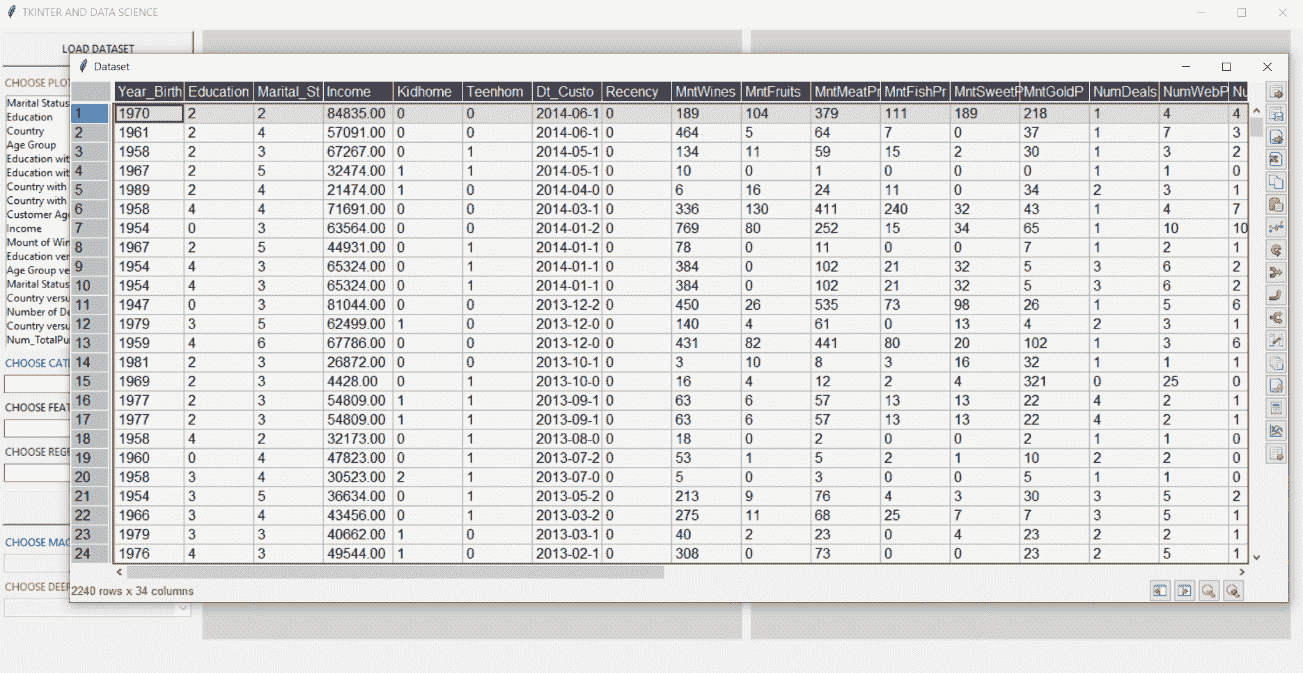 TKINTER AND DATA SCIENCE
LOAD DATASET
Dataset
CHOOSE PLOT
Marital Status
Education
Country
Age Group
Education wit
Education wit
Country with
Country with
Customer Age
Income
Mount of Win
Education ver
Age Group ve
Marital Status
Country versu
Number of De
Country versu
Num_TotalPu
CHOOSE CATE
CHOOSE FEAT
CHOOSE REGR
CHOOSE MAC
CHOOSE DEEP
Year_Birth Education Marital_St Income Kidhome Teenhom Dt_Custo Recency MntWines MntFruits MntMeatPr MntFishPr MntSweetP MntGoldP NumDeals NumWebP Nu
1 1970 2 2 84835.00 0 0 2014-06-1 0 189 104 379 111 189 218 1 4 4
2 1961 2 4 57091.00 0 0 2014-06-1 0 464 5 64 7 0 37 1 7 3
3 1958 2 3 67267.00 0 1 2014-05-1 0 134 11 59 15 2 30 1 3 2
4 1967 2 5 32474.00 1 1 2014-05-1 0 10 0 1 0 0 0 1 1 0
5 1989 2 4 21474.00 1 0 2014-04-0 0 6 16 24 11 0 34 2 3 1
6 1958 4 4 71691.00 0 0 2014-03-1 0 336 130 411 240 32 43 1 4 7
7 1954 0 3 63564.00 0 0 2014-01-2 0 769 80 252 15 34 65 1 10 10
8 1967 2 5 44931.00 0 1 2014-01-1 0 78 0 11 0 0 7 1 2 1
9 1954 4 3 65324.00 0 1 2014-01-1 0 384 0 102 21 32 5 3 6 2
10 1954 4 3 65324.00 0 1 2014-01-1 0 384 0 102 21 32 5 3 6 2
11 1947 0 3 81044.00 0 0 2013-12-2 0 450 26 535 73 98 26 1 5 6
12 1979 3 5 62499.00 1 0 2013-12-0 0 140 4 61 0 13 4 2 3 1
13 1959 4 6 67786.00 0 0 2013-12-0 0 431 82 441 80 20 102 1 3 6
14 1981 2 3 26872.00 0 0 2013-10-1 0 3 10 8 3 16 32 1 1 1
15 1969 2 3 4428.00 0 1 2013-10-0 0 16 4 12 2 4 321 0 25 0
16 1977 2 3 54809.00 1 1 2013-09-1 0 63 6 57 13 13 22 4 2 1
17 1977 2 3 54809.00 1 1 2013-09-1 0 63 6 57 13 13 22 4 2 1
18 1958 4 2 32173.00 0 1 2013-08-0 0 18 0 2 0 0 2 1 1 0
19 1960 0 4 47823.00 0 1 2013-07-2 0 53 1 5 2 1 10 2 2 0
20 1958 3 4 30523.00 2 1 2013-07-0 0 5 0 3 0 0 5 1 1 0
21 1954 3 5 36634.00 0 1 2013-05-2 0 213 9 76 4 3 30 3 5 2
22 1966 3 4 43456.00 0 1 2013-03-2 0 275 11 68 25 7 7 3 5 1
23 1979 3 3 40662.00 1 0 2013-03-1 0 40 2 23 0 4 23 2 2 1
24 1976 4 3 49544.00 1 0 2013-02-1 0 308 0 73 0 0 23 2 5 1
2240 rows x 34 columns